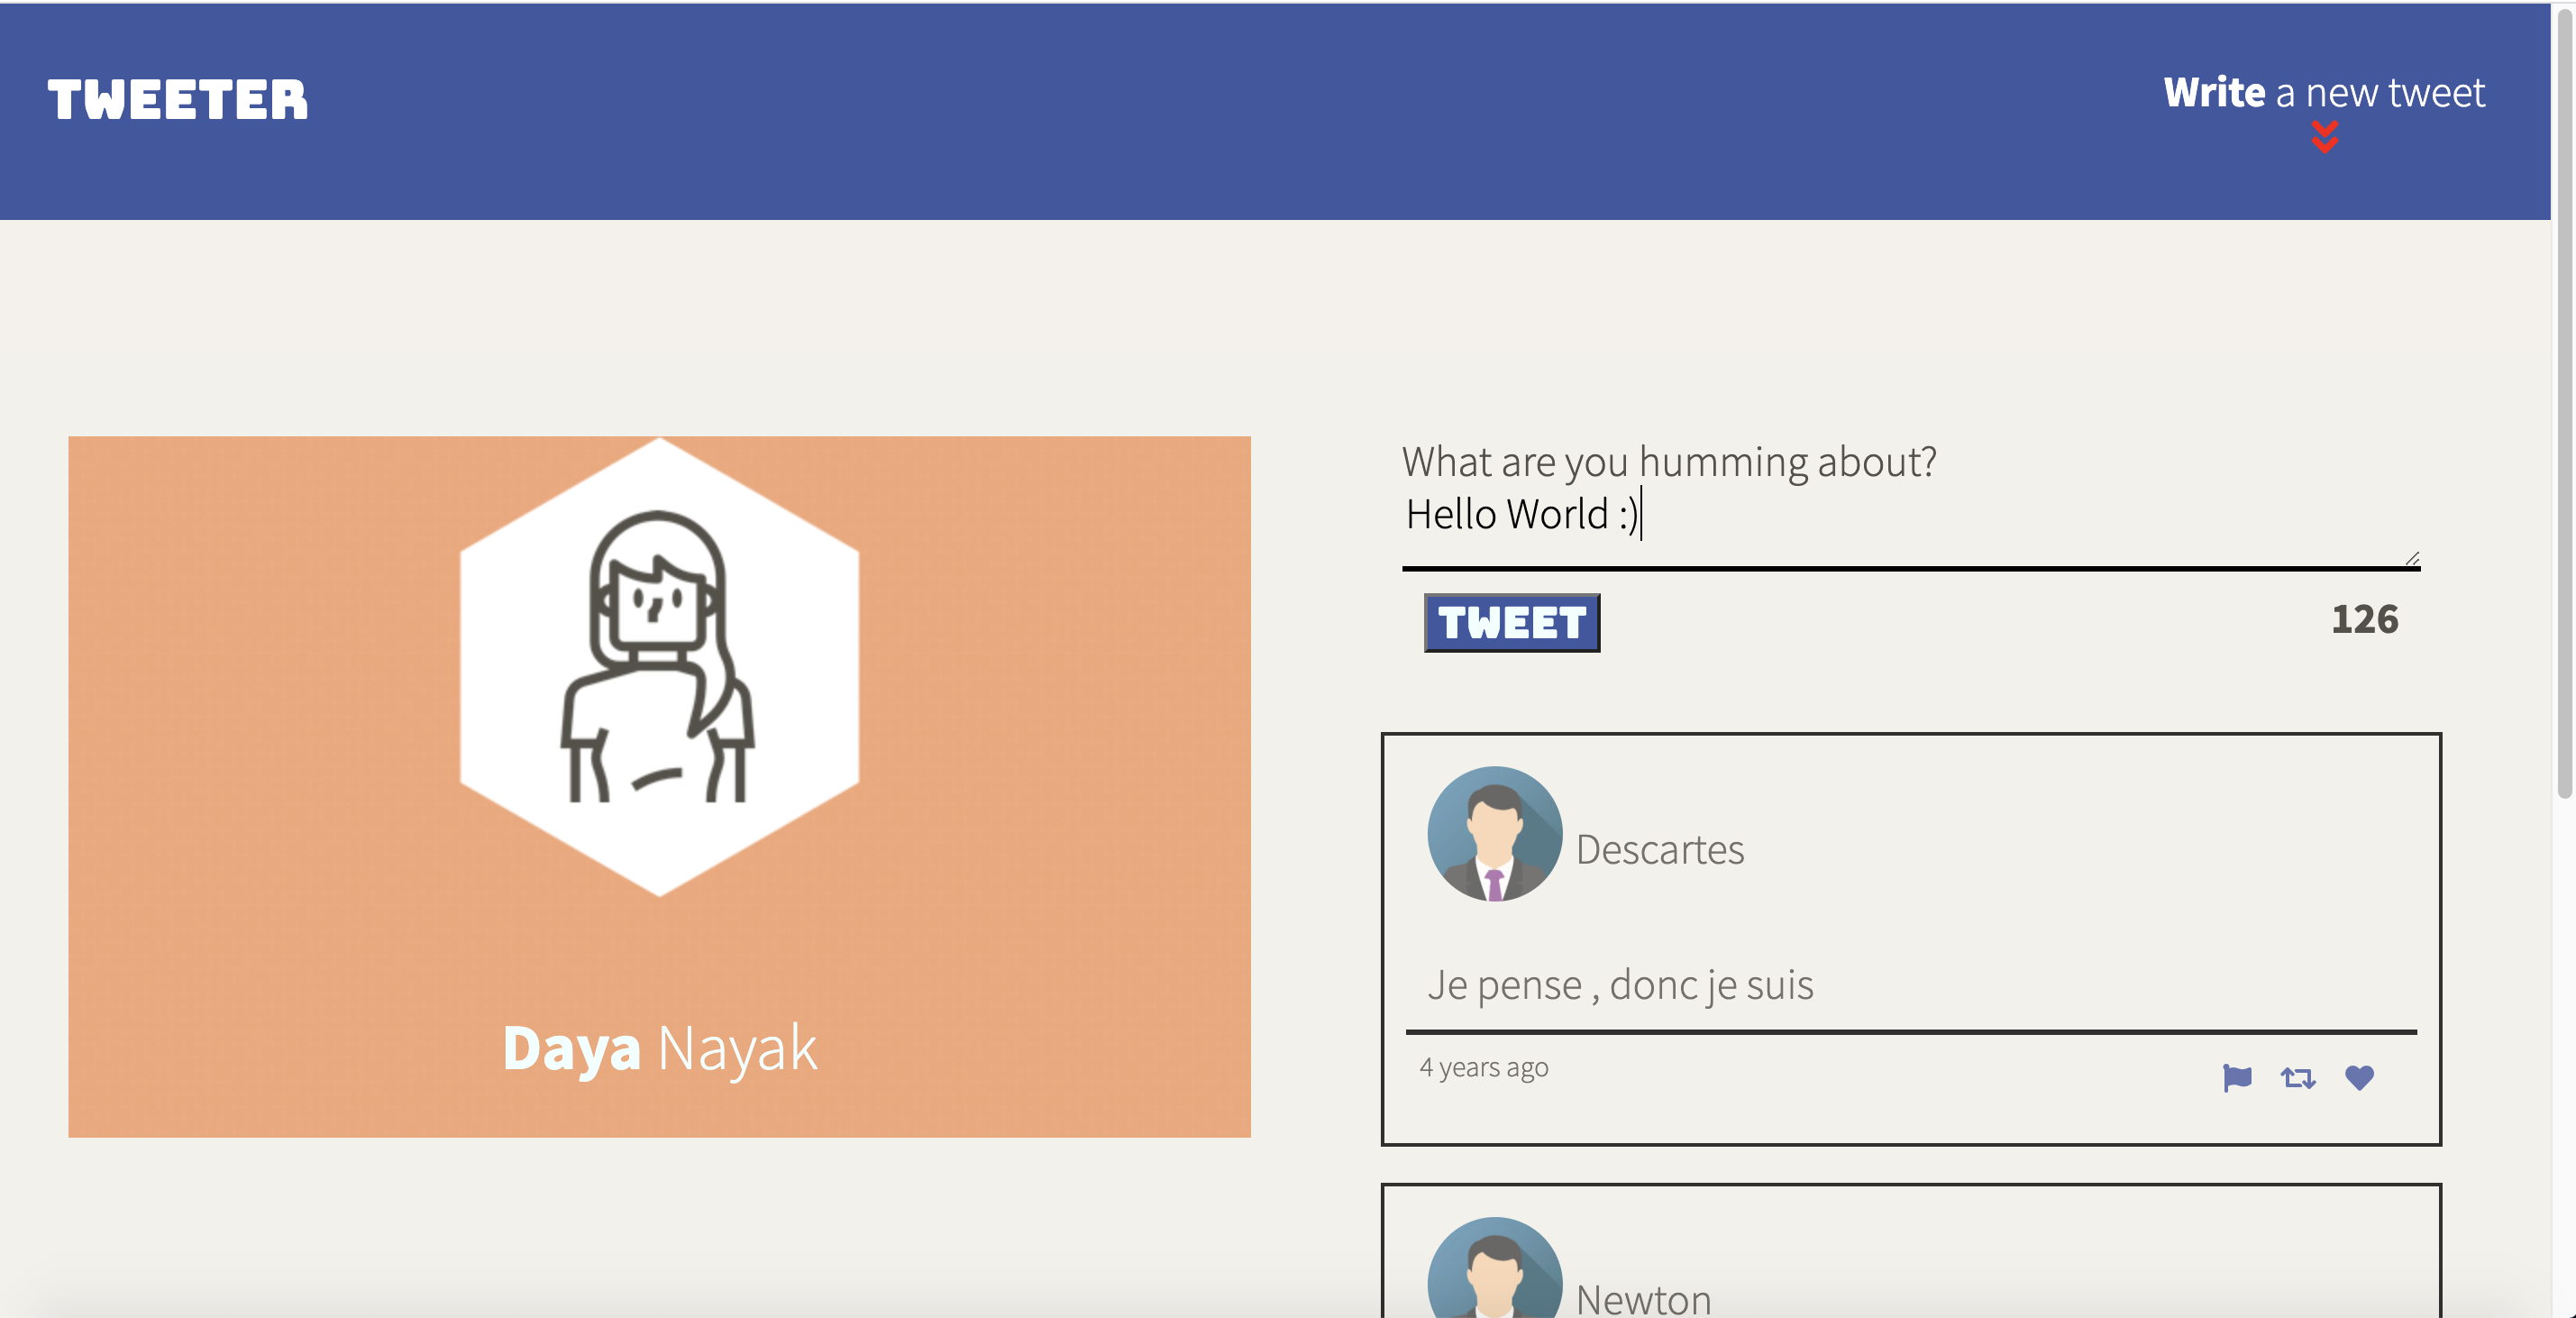 TWEETER
Write a new tweet
Daya Nayak
What are you humming about?
Hello World :)
TWEET
126
Descartes
Je pense , donc je suis
4 years ago
Newton